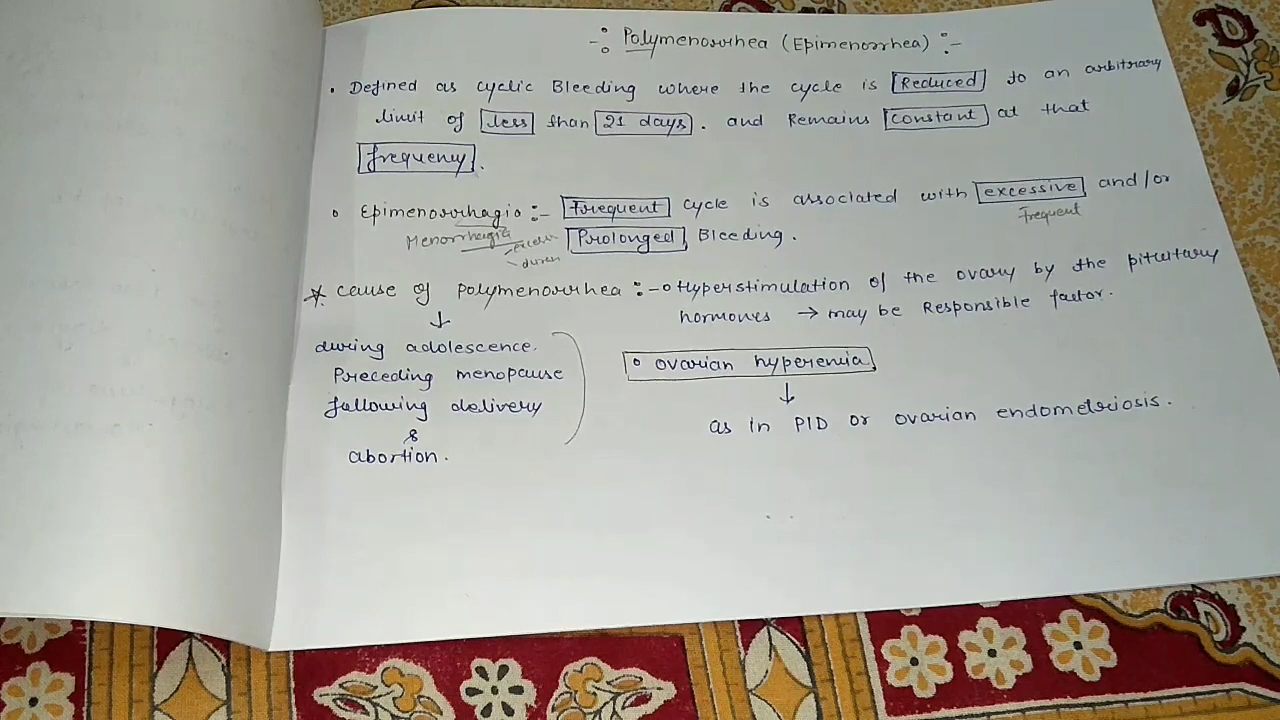 -: Polymenorrhea (Epimenorrhea) :-
• Defined as cyclic Bleeding where the cycle is Reduced to an arbitrary
limit of less than 21 days. and Remains constant at that
frequency.
• Epimenorrhagia :- Frequent cycle is associated with excessive and/or
Frequent
Menorrhagia
Prolonged Bleeding.
* cause of polymenorrhea :- • Hyperstimulation of the ovary by the pituitary
hormones → may be Responsible factor.
↓
during adolescence.
Preceding menopause
following delivery
&
abortion.
• ovarian hyperemia
↓
as in PID or ovarian endometriosis.